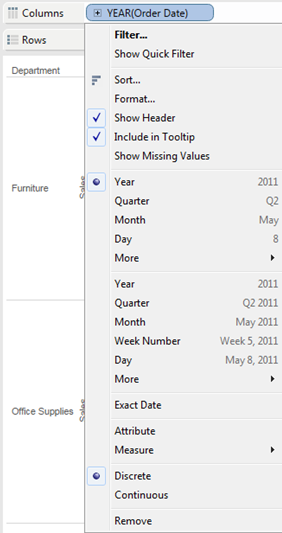 Columns
YEAR(Order Date)
Rows
Department
Furniture
Sales
Office Supplies
Sales
Filter...
Show Quick Filter
Sort...
Format...
Show Header
Include in Tooltip
Show Missing Values
Year 2011
Quarter Q2
Month May
Day 8
More
Year 2011
Quarter Q2 2011
Month May 2011
Week Number Week 5, 2011
Day May 8, 2011
More
Exact Date
Attribute
Measure
Discrete
Continuous
Remove